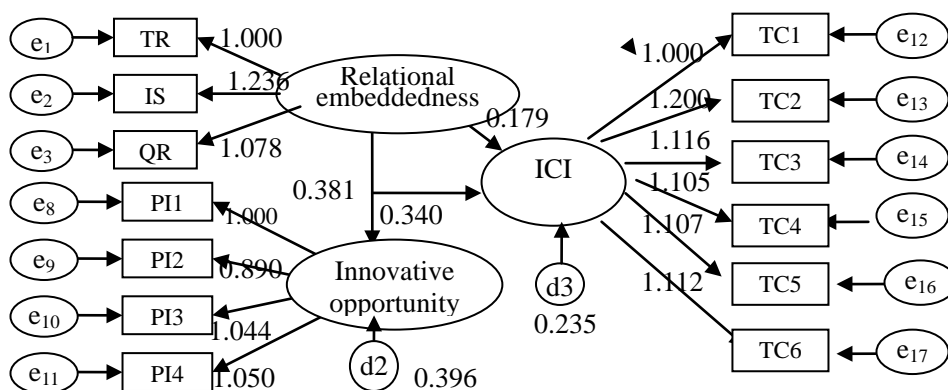 e1
TR
1.000
TC1
e12
1.000
Relational
embeddedness
e2
IS
1.236
1.200
TC2
e13
0.179
e3
QR
1.078
1.116
TC3
e14
ICI
1.105
e8
PI1
1.000
0.381
0.340
1.107
TC4
e15
e9
PI2
0.890
Innovative
opportunity
1.112
d3
TC5
e16
e10
PI3
1.044
0.235
e11
PI4
1.050
d2
0.396
TC6
e17